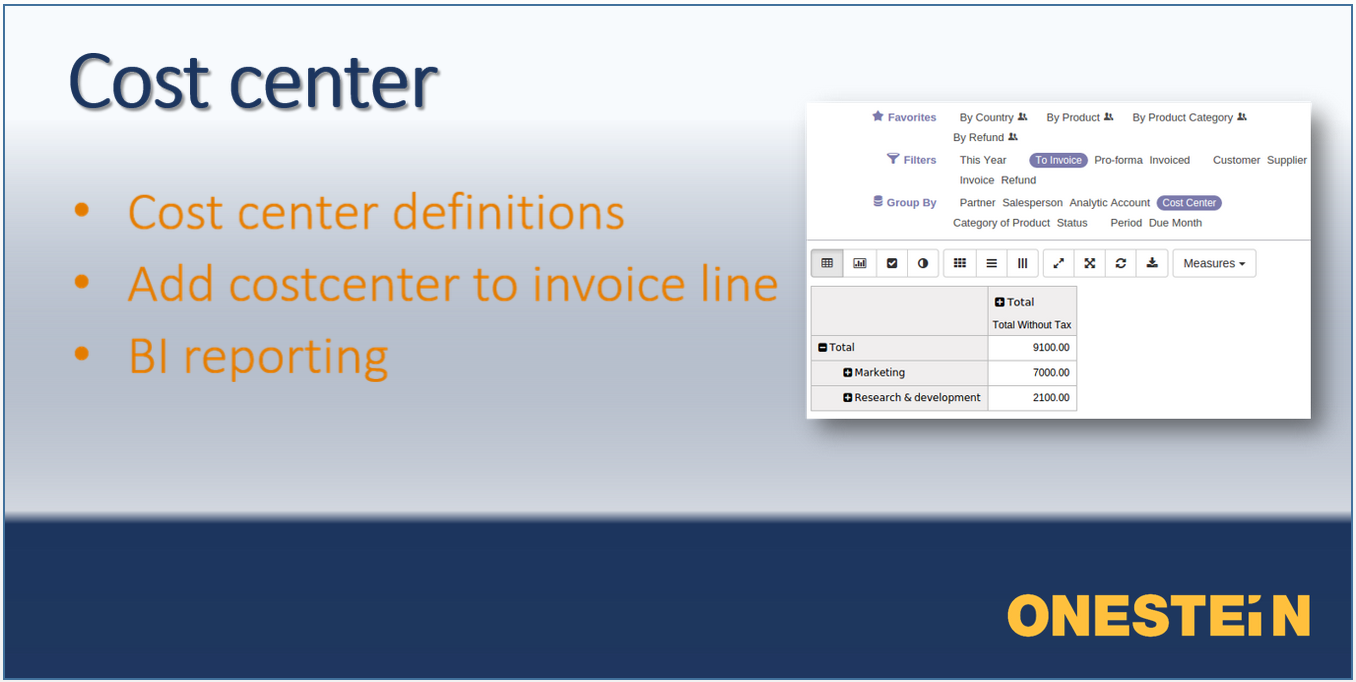 Cost center
• Cost center definitions
• Add costcenter to invoice line
• BI reporting
Favorites By Country By Product By Product Category
By Refund
Filters This Year To Invoice Pro-forma Invoiced Customer Supplier
Invoice Refund
Group By Partner Salesperson Analytic Account Cost Center
Category of Product Status Period Due Month
Measures
Total
Total Without Tax
Total 9100.00
Marketing 7000.00
Research & development 2100.00
ONESTEiN